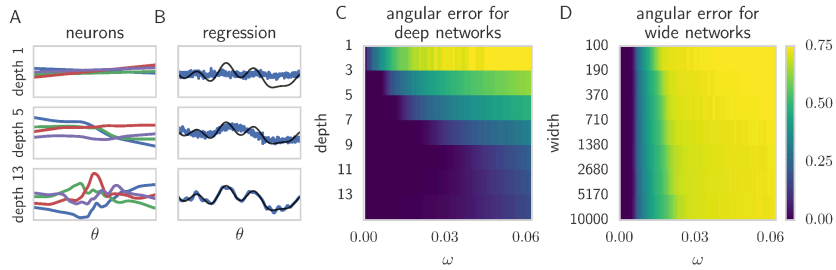 A
neurons
depth 1
depth 5
depth 13
θ
B
regression
θ
C
angular error for
deep networks
depth
1
3
5
7
9
11
13
0.00
0.03
0.06
ω
D
angular error for
wide networks
width
100
190
370
710
1380
2680
5170
10000
0.00
0.03
0.06
ω
0.75
0.50
0.25
0.00